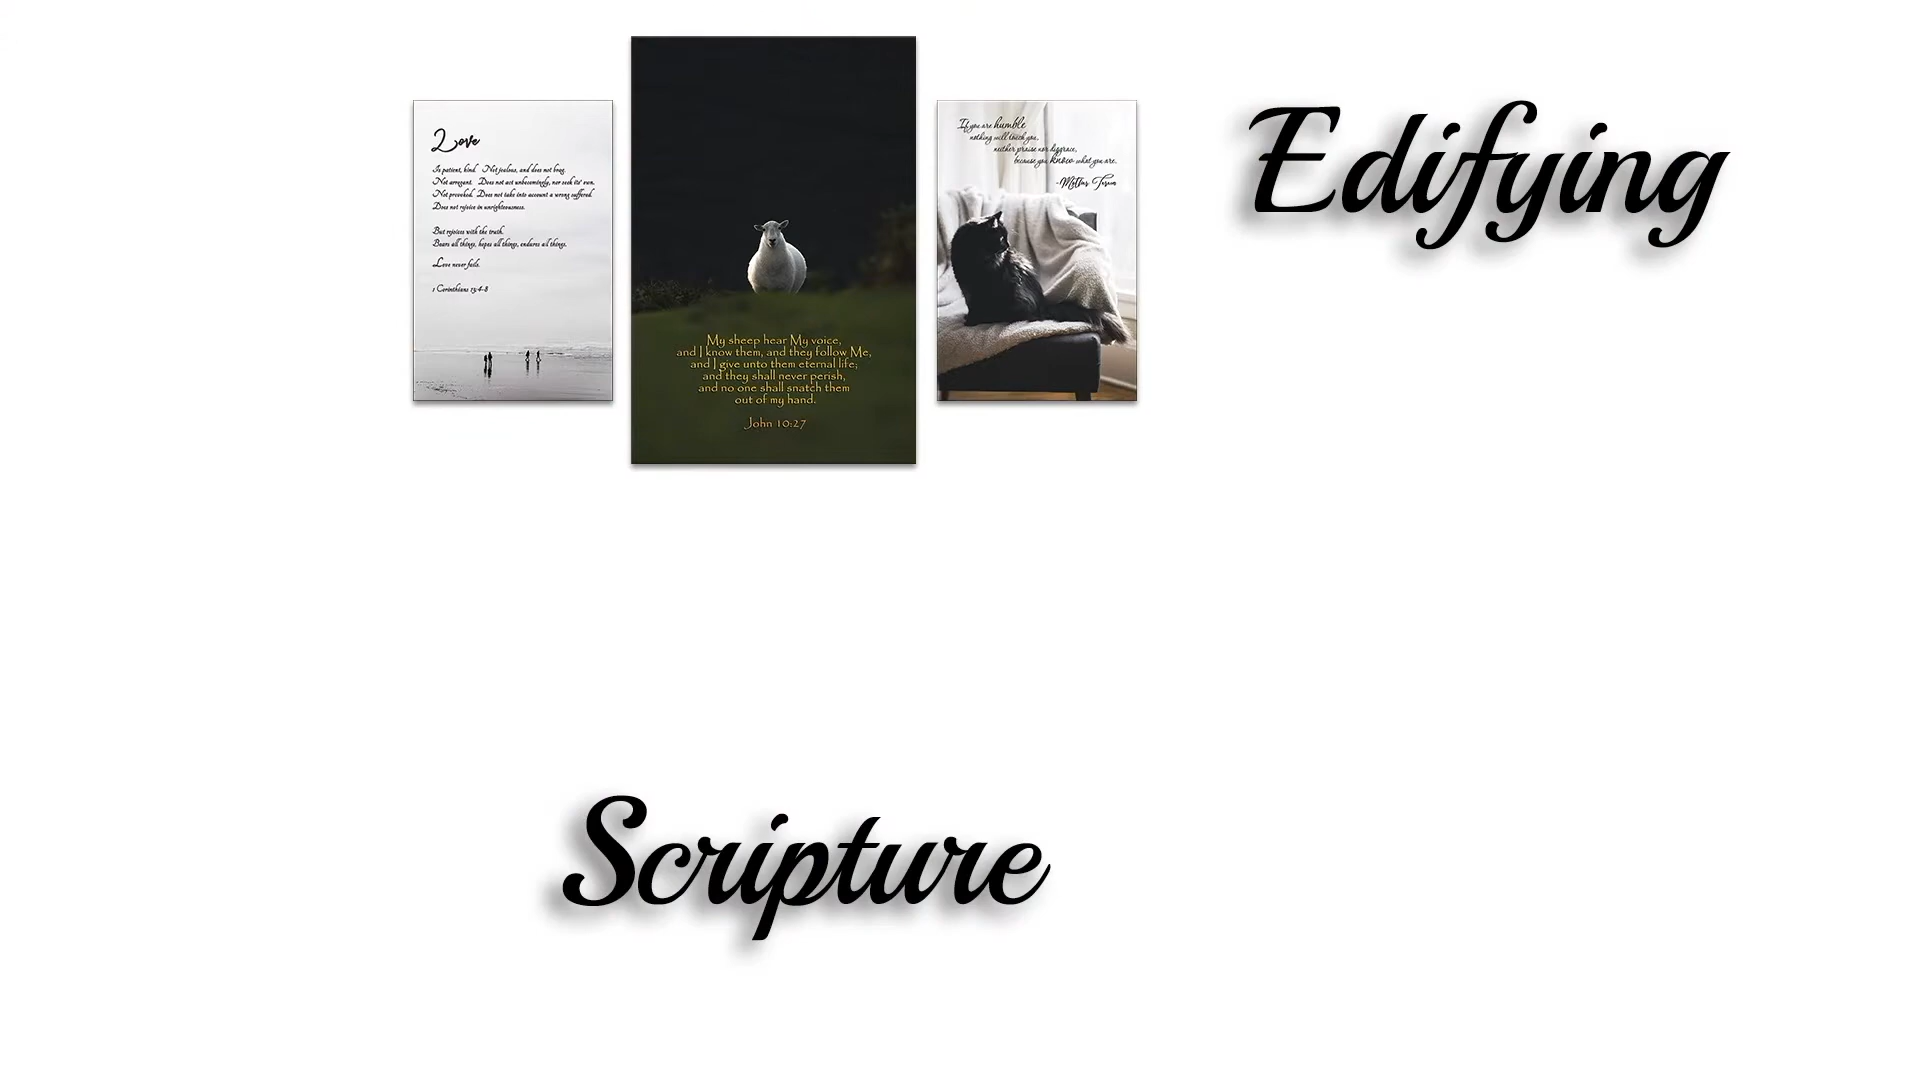 Love
Is patient, kind. Not jealous, and does not brag.
Not arrogant. Does not act unbecomingly, nor seek its' own.
Not provoked. Does not take into account a wrong suffered.
Does not rejoice in unrighteousness.
But rejoices with the truth.
Bears all things, hopes all things, endures all things.
Love never fails.
1 Corinthians 13:4-8
My sheep hear My voice,
and I know them, and they follow Me,
and I give unto them eternal life;
and they shall never perish,
and no one shall snatch them
out of my hand.
John 10:27
If you are humble
nothing will touch you,
neither praise nor disgrace,
because you know what you are.
-Mother Teresa
Edifying
Scripture